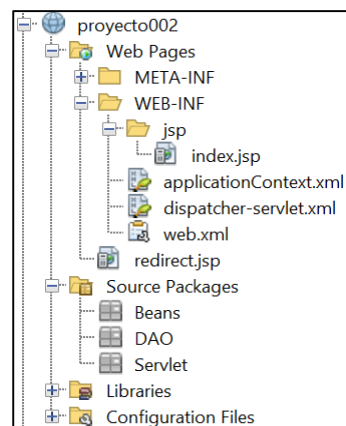 proyecto002
Web Pages
META-INF
WEB-INF
jsp
index.jsp
applicationContext.xml
dispatcher-servlet.xml
web.xml
redirect.jsp
Source Packages
Beans
DAO
Servlet
Libraries
Configuration Files